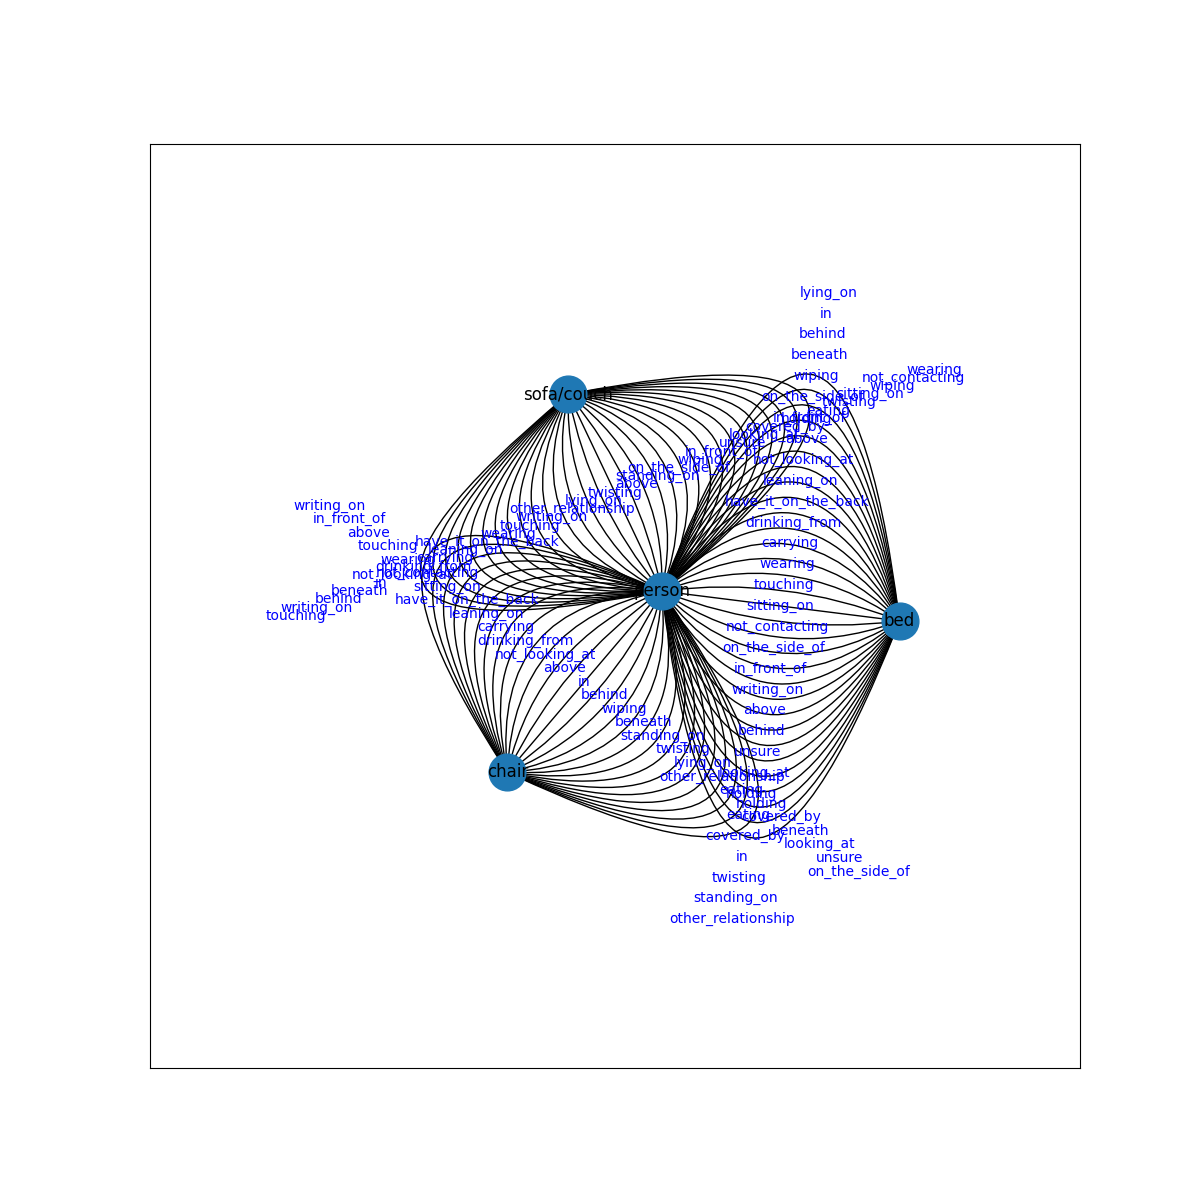 lying_on
in
behind
beneath
wiping
wearing
not_contacting
wiping
sitting_on
twisting
on_the_side_of
eating
in_front_of
covered_by
looking_at
above
unsure
in_front_of
not_looking_at
wiping
on_the_side_of
standing_on
leaning_on
above
twisting
lying_on
have_it_on_the_back
other_relationship
writing_on
drinking_from
touching
wearing
carrying
sofa/couch
writing_on
in_front_of
above
touching
have_it_on_the_back
leaning_on
carrying
wearing
drinking_from
not_looking_at
not_contacting
in
beneath
sitting_on
behind
have_it_on_the_back
writing_on
touching
leaning_on
carrying
drinking_from
not_looking_at
above
in
behind
wiping
beneath
standing_on
twisting
lying_on
other_relationship
person
wearing
touching
sitting_on
not_contacting
on_the_side_of
in_front_of
writing_on
above
behind
unsure
bed
chair
looking_at
eating
holding
holding
eating
covered_by
beneath
covered_by
looking_at
in
unsure
twisting
on_the_side_of
standing_on
other_relationship